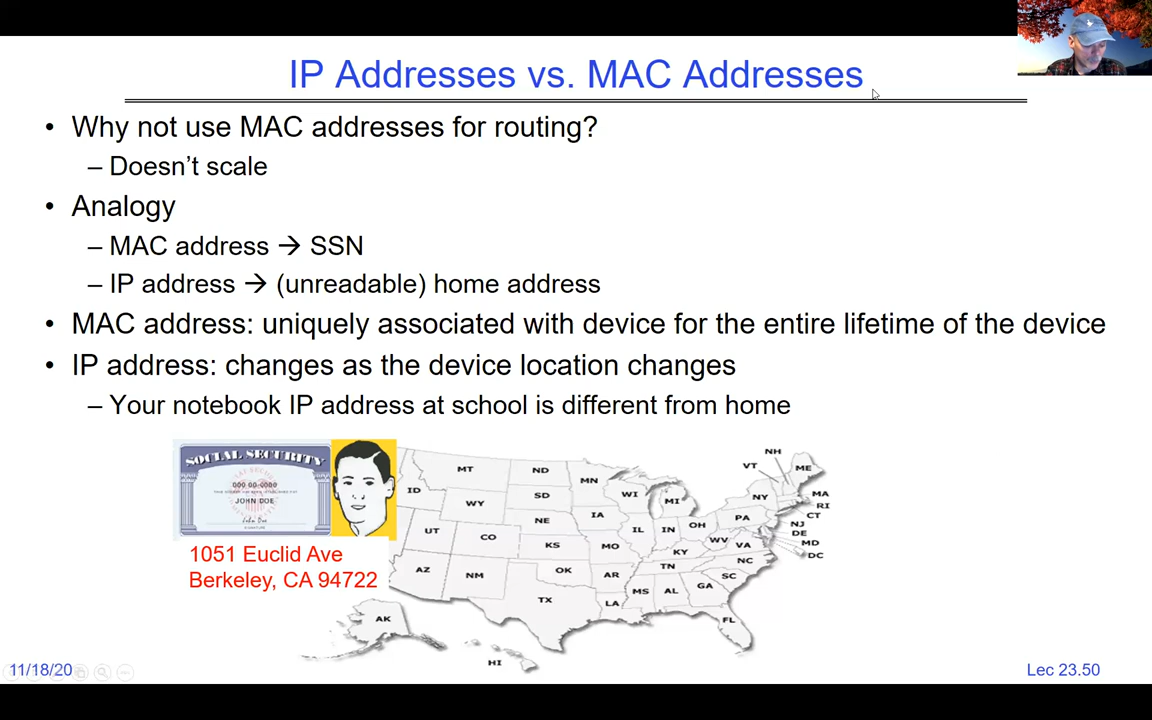 IP Addresses vs. MAC Addresses
• Why not use MAC addresses for routing?
– Doesn't scale
• Analogy
– MAC address → SSN
– IP address → (unreadable) home address
• MAC address: uniquely associated with device for the entire lifetime of the device
• IP address: changes as the device location changes
– Your notebook IP address at school is different from home
SOCIAL SECURITY
000-00-0000
JOHN DOE
John Doe
1051 Euclid Ave
Berkeley, CA 94722
MT
ND
MN
ID
WY
SD
WI
MI
NH
VT
ME
NY
MA
RI
CT
NJ
DE
MD
DC
UT
CO
NE
IA
IL
IN
OH
PA
WV
VA
KS
MO
KY
NC
AZ
NM
OK
AR
TN
SC
TX
LA
MS
AL
GA
FL
AK
HI
11/18/20
Lec 23.50